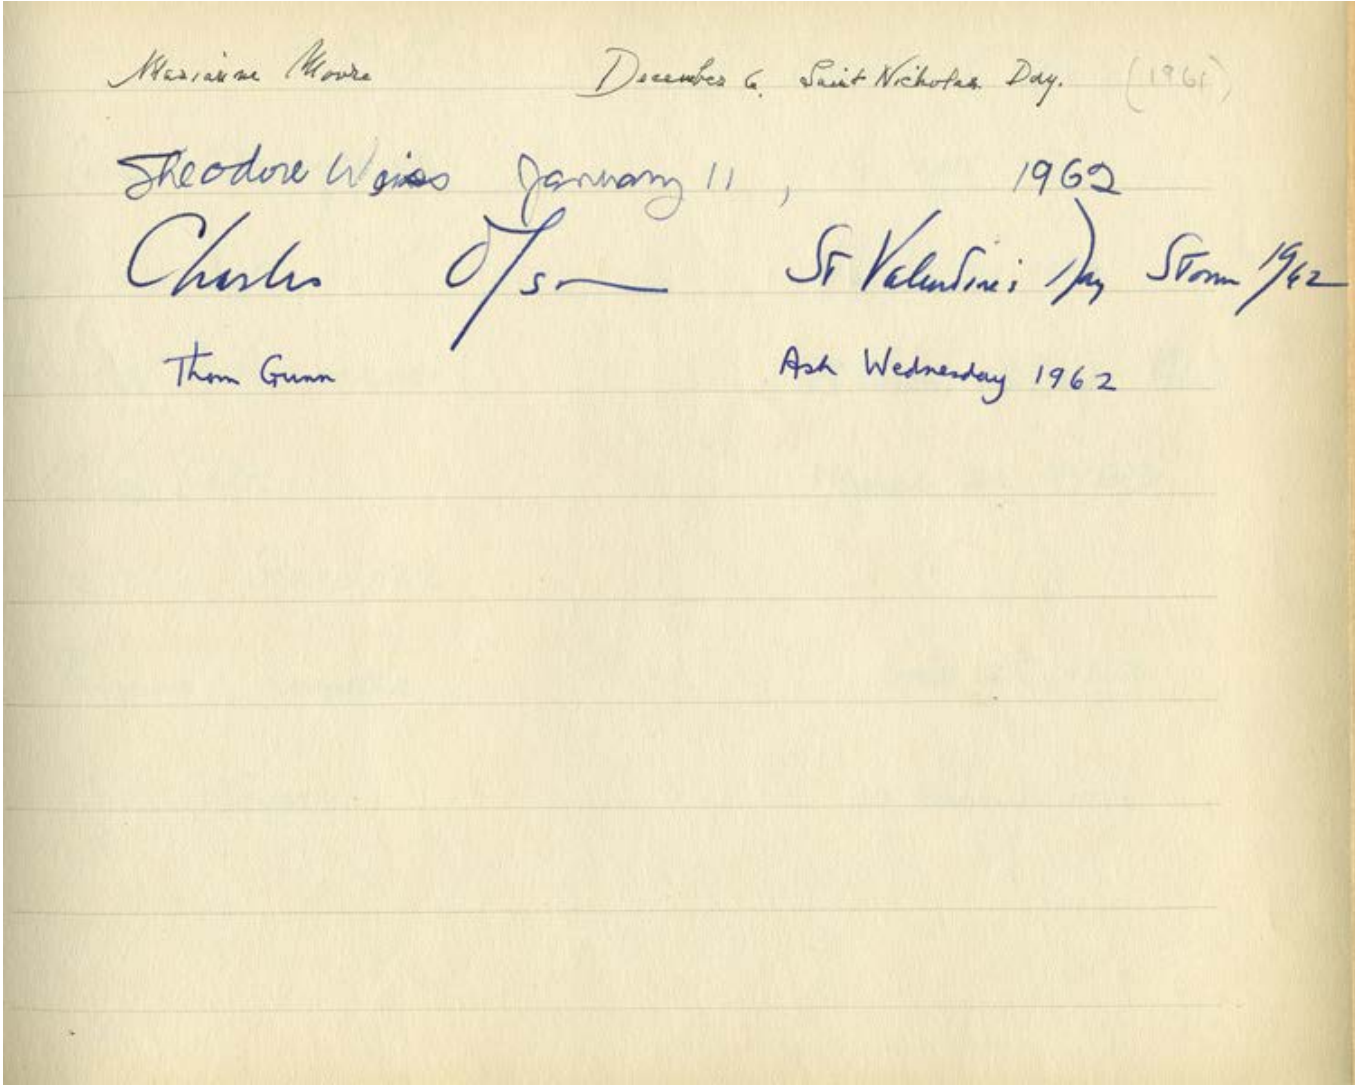 Marianne Moore December 6. Saint Nicholas Day. (1961)
Theodore Weiss January 11, 1962
Charles Olson St Valentine's Day Storm 1962
Thom Gunn Ash Wednesday 1962